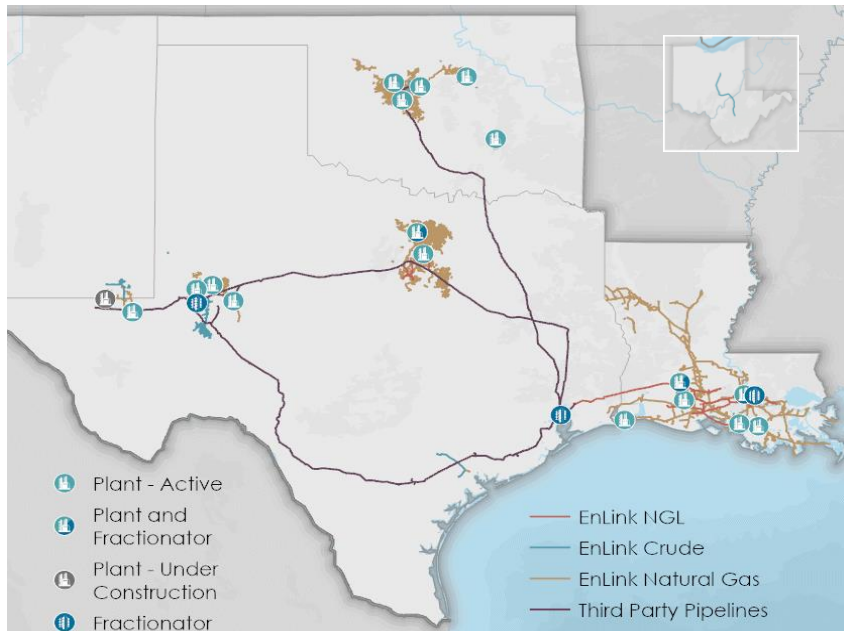 Plant - Active
Plant and
Fractionator
Plant - Under
Construction
Fractionator
EnLink NGL
EnLink Crude
EnLink Natural Gas
Third Party Pipelines